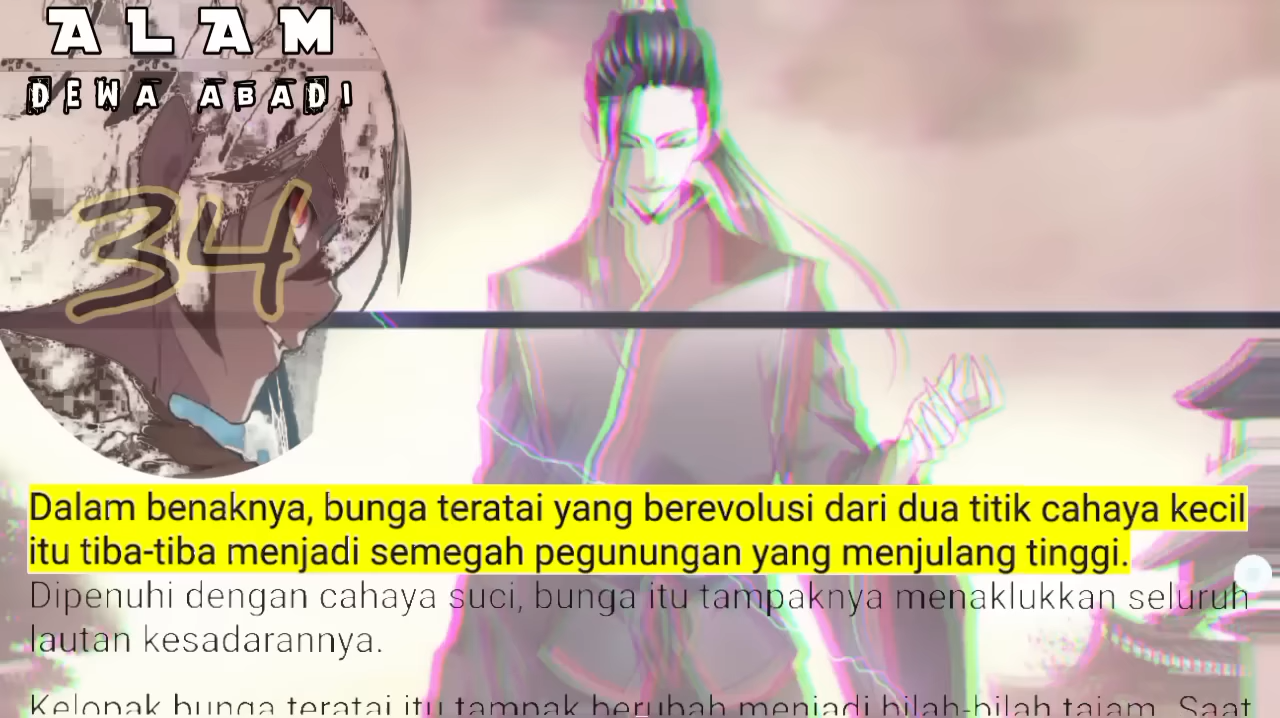 ALAM
DEWA ABADI
34
Dalam benaknya, bunga teratai yang berevolusi dari dua titik cahaya kecil
itu tiba-tiba menjadi semegah pegunungan yang menjulang tinggi.
Dipenuhi dengan cahaya suci, bunga itu tampaknya menaklukkan seluruh
lautan kesadarannya.
Kelopak bunga teratai itu tampak berubah menjadi bilah-bilah tajam. Saat